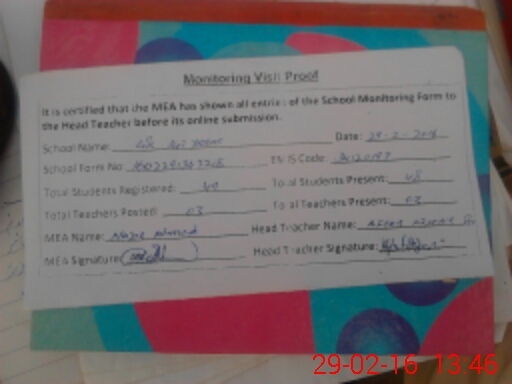 Monitoring Visit Proof
It is certified that the MEA has shown all entries of the School Monitoring Form to
the Head Teacher before its online submission.
School Name: Date: 29-2-2016
School Form No: EMIS Code:
Total Students Registered: Total Students Present: 48
Total Teachers Posted: 03 Total Teachers Present: 03
MEA Name: Ahmed Head Teacher Name:
MEA Signature: Head Teacher Signature:
29-02-16 13:46